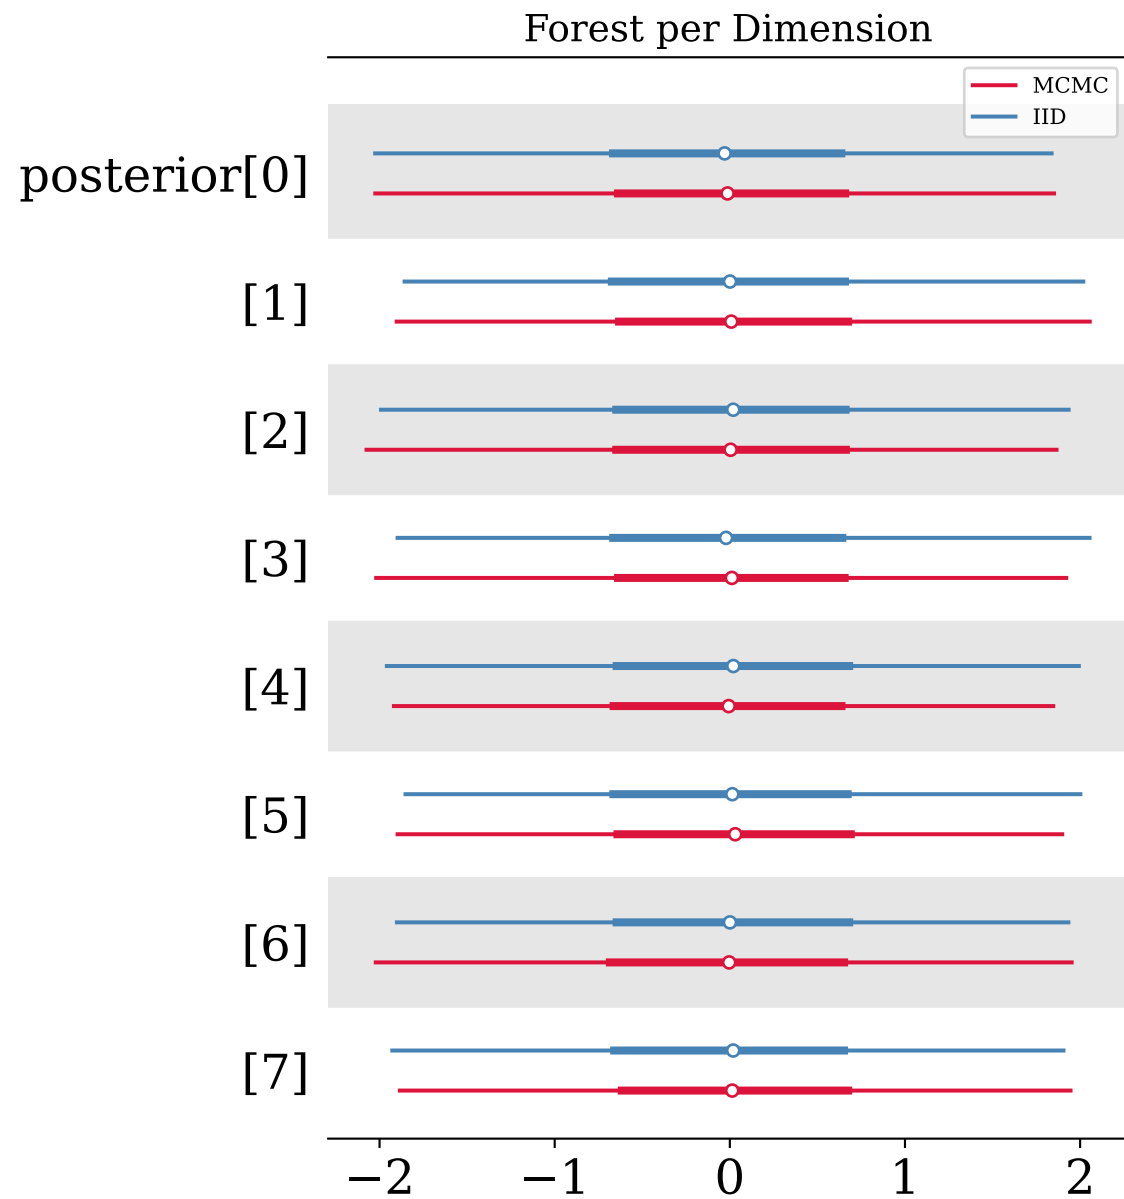 Forest per Dimension
MCMC
IID
posterior[0]
[1]
[2]
[3]
[4]
[5]
[6]
[7]
−2 −1 0 1 2